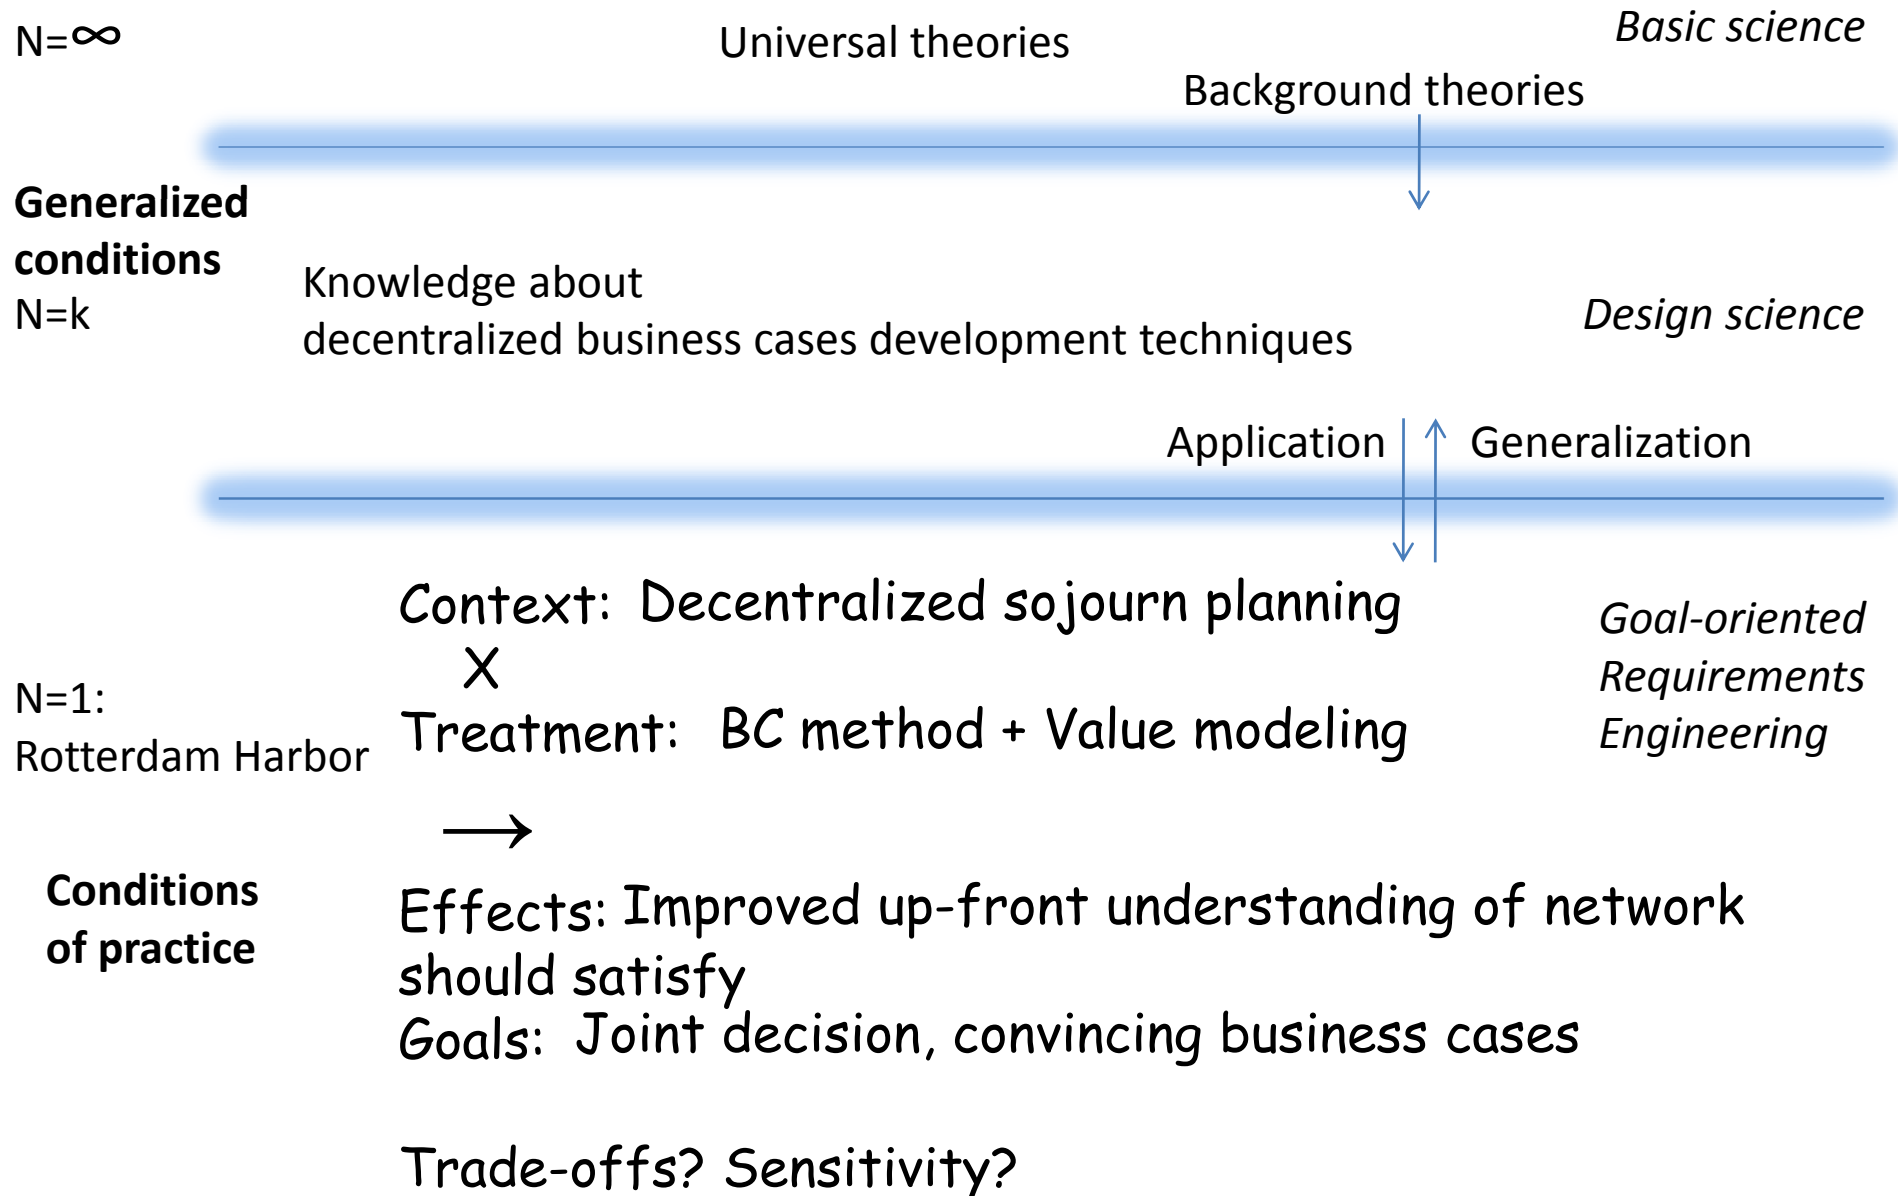 N=∞
Universal theories
Basic science
Background theories
Generalized
conditions
N=k
Knowledge about
decentralized business cases development techniques
Design science
Application
Generalization
Context: Decentralized sojourn planning
X
Treatment: BC method + Value modeling
N=1:
Rotterdam Harbor
Goal-oriented
Requirements
Engineering
→
Conditions
of practice
Effects: Improved up-front understanding of network
should satisfy
Goals: Joint decision, convincing business cases
Trade-offs? Sensitivity?